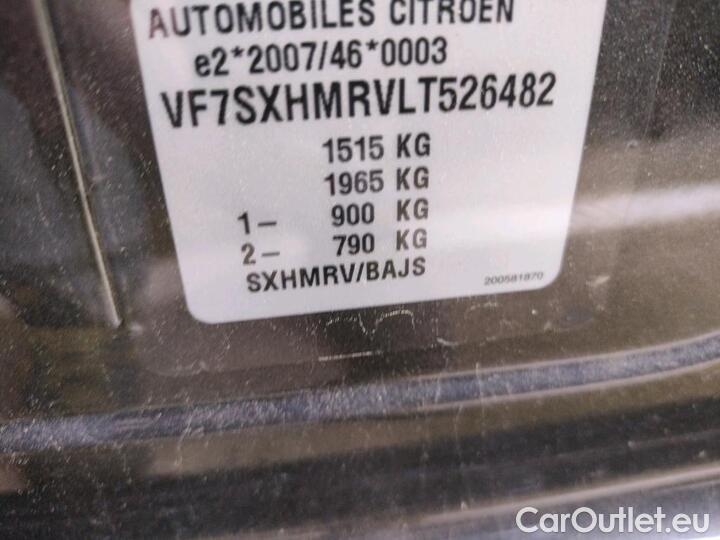 AUTOMOBILES CITROEN
e2*2007/46*0003
VF7SXHMRVLT526482
1515 KG
1965 KG
1– 900 KG
2– 790 KG
SXHMRV/BAJS
200581870
CarOutlet.eu